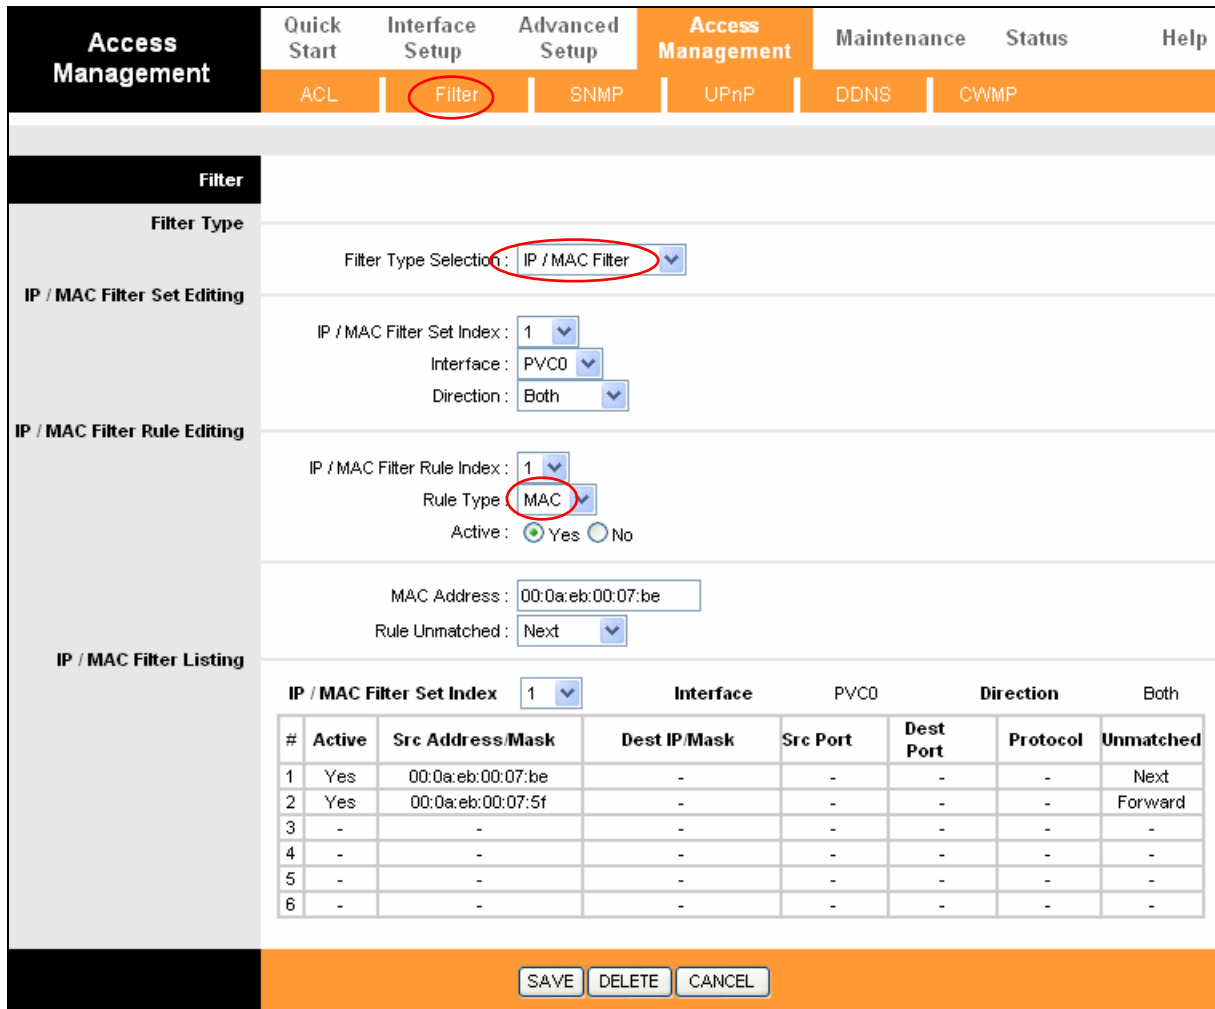 Access Management
Quick Start Interface Setup Advanced Setup Access Management Maintenance Status Help
ACL Filter SNMP UPnP DDNS CWMP
Filter
Filter Type
Filter Type Selection : IP / MAC Filter
IP / MAC Filter Set Editing
IP / MAC Filter Set Index : 1
Interface : PVC0
Direction : Both
IP / MAC Filter Rule Editing
IP / MAC Filter Rule Index : 1
Rule Type : MAC
Active : Yes No
MAC Address : 00:0a:eb:00:07:be
Rule Unmatched : Next
IP / MAC Filter Listing
IP / MAC Filter Set Index 1 Interface PVC0 Direction Both
# Active Src Address/Mask Dest IP/Mask Src Port Dest Port Protocol Unmatched
1 Yes 00:0a:eb:00:07:be - - - - Next
2 Yes 00:0a:eb:00:07:5f - - - - Forward
3 - - - - - - -
4 - - - - - - -
5 - - - - - - -
6 - - - - - - -
SAVE DELETE CANCEL